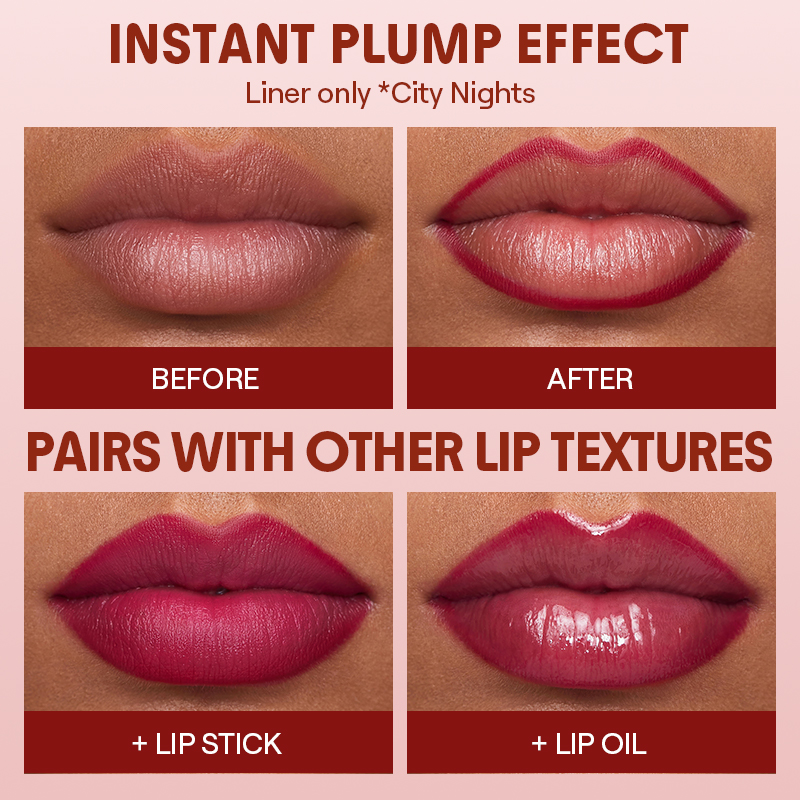 INSTANT PLUMP EFFECT
Liner only *City Nights
BEFORE
AFTER
PAIRS WITH OTHER LIP TEXTURES
+ LIP STICK
+ LIP OIL